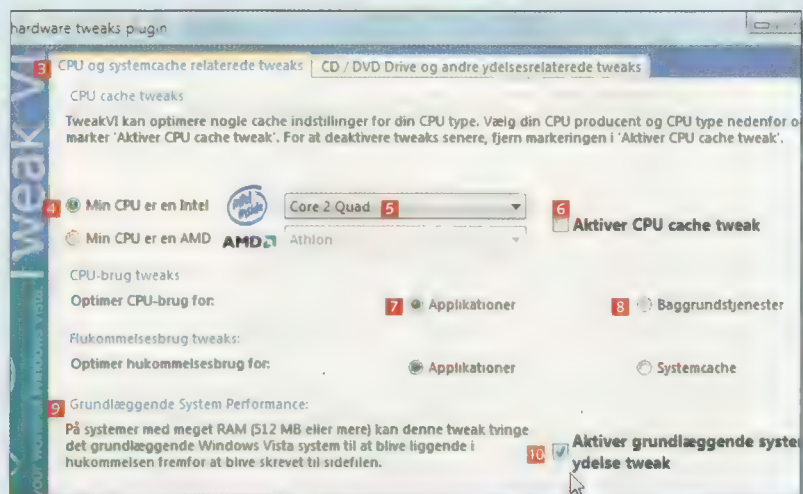 hardware tweaks plugin
3 CPU og systemcache relaterede tweaks CD / DVD Drive og andre ydelsesrelaterede tweaks
CPU cache tweaks
TweakVI kan optimere nogle cache indstillinger for din CPU type. Vælg din CPU producent og CPU type nedenfor o
marker 'Aktiver CPU cache tweak'. For at deaktivere tweaks senere, fjern markeringen i 'Aktiver CPU cache tweak'.
4 Min CPU er en Intel intel inside Core 2 Quad 5 6 Aktiver CPU cache tweak
Min CPU er en AMD AMD Athlon
CPU-brug tweaks
Optimer CPU-brug for: 7 Applikationer 8 Baggrundstjenester
Hukommelsesbrug tweaks:
Optimer hukommelsesbrug for: Applikationer Systemcache
9 Grundlæggende System Performance:
På systemer med meget RAM (512 MB eller mere) kan denne tweak tvinge
det grundlæggende Windows Vista system til at blive liggende i
hukommelsen fremfor at blive skrevet til sidefilen.
10 Aktiver grundlæggende syste
ydelse tweak
Tweak VI
your world of Windows Vista